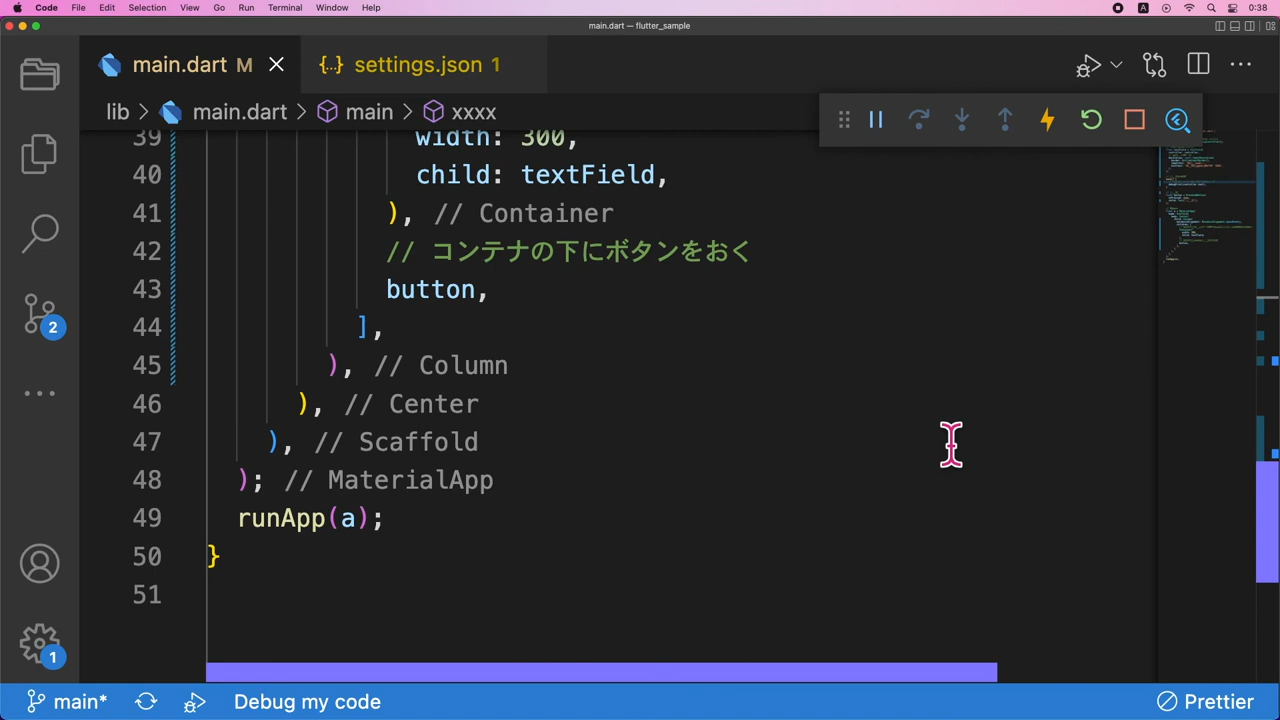 Code File Edit Selection View Go Run Terminal Window Help A 0:38
main.dart — flutter_sample
main.dart M {..} settings.json 1
lib > main.dart > main > xxxx
39 width: 300,
40 child: textField,
41 ), // Container
42 // コンテナの下にボタンをおく
43 button,
44 ],
45 ), // Column
46 ), // Center
47 ), // Scaffold
48 ); // MaterialApp
49 runApp(a);
50 }
51
2
1
main* Debug my code Prettier